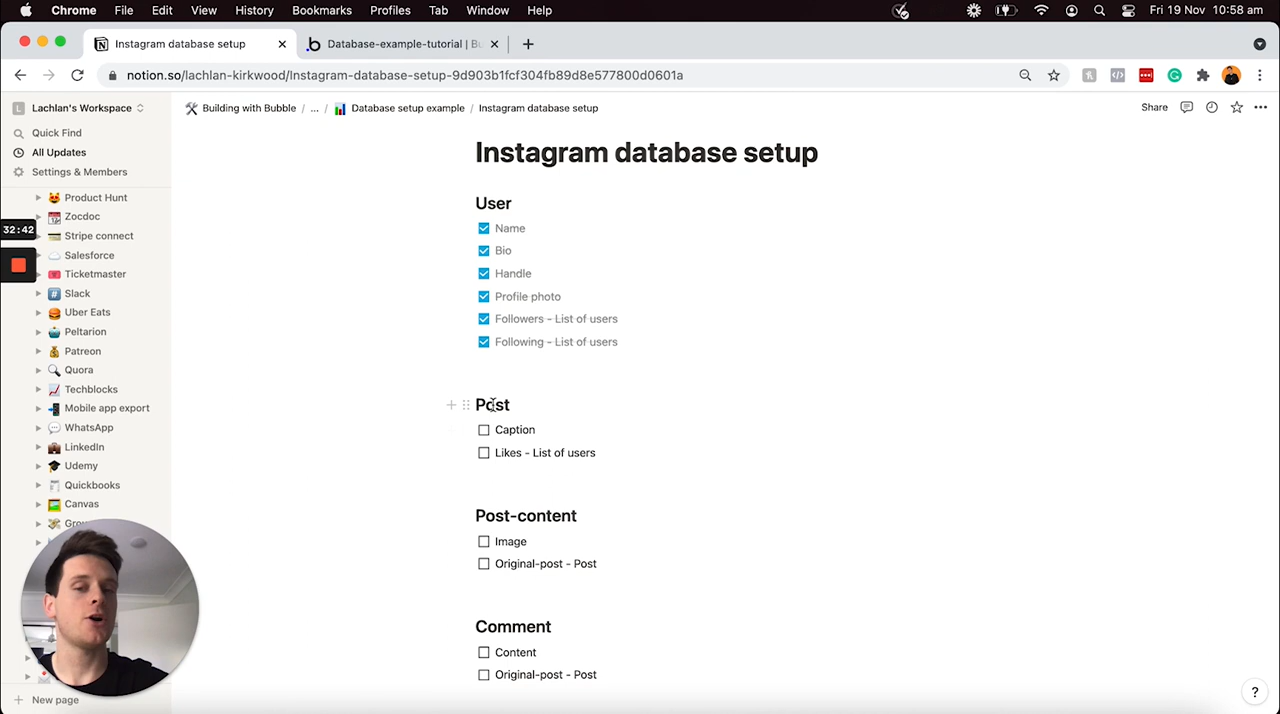 Chrome File Edit View History Bookmarks Profiles Tab Window Help Fri 19 Nov 10:58 am
Instagram database setup
Database-example-tutorial | Bu
notion.so/lachlan-kirkwood/Instagram-database-setup-9d903b1fcf304fb89d8e577800d0601a
L Lachlan's Workspace
Building with Bubble / ... / Database setup example / Instagram database setup
Share
Quick Find
All Updates
Settings & Members
Product Hunt
Zocdoc
32:42
Stripe connect
Salesforce
Ticketmaster
Slack
Uber Eats
Peltarion
Patreon
Quora
Techblocks
Mobile app export
WhatsApp
LinkedIn
Udemy
Quickbooks
Canvas
New page
Instagram database setup
User
Name
Bio
Handle
Profile photo
Followers - List of users
Following - List of users
Post
Caption
Likes - List of users
Post-content
Image
Original-post - Post
Comment
Content
Original-post - Post
?